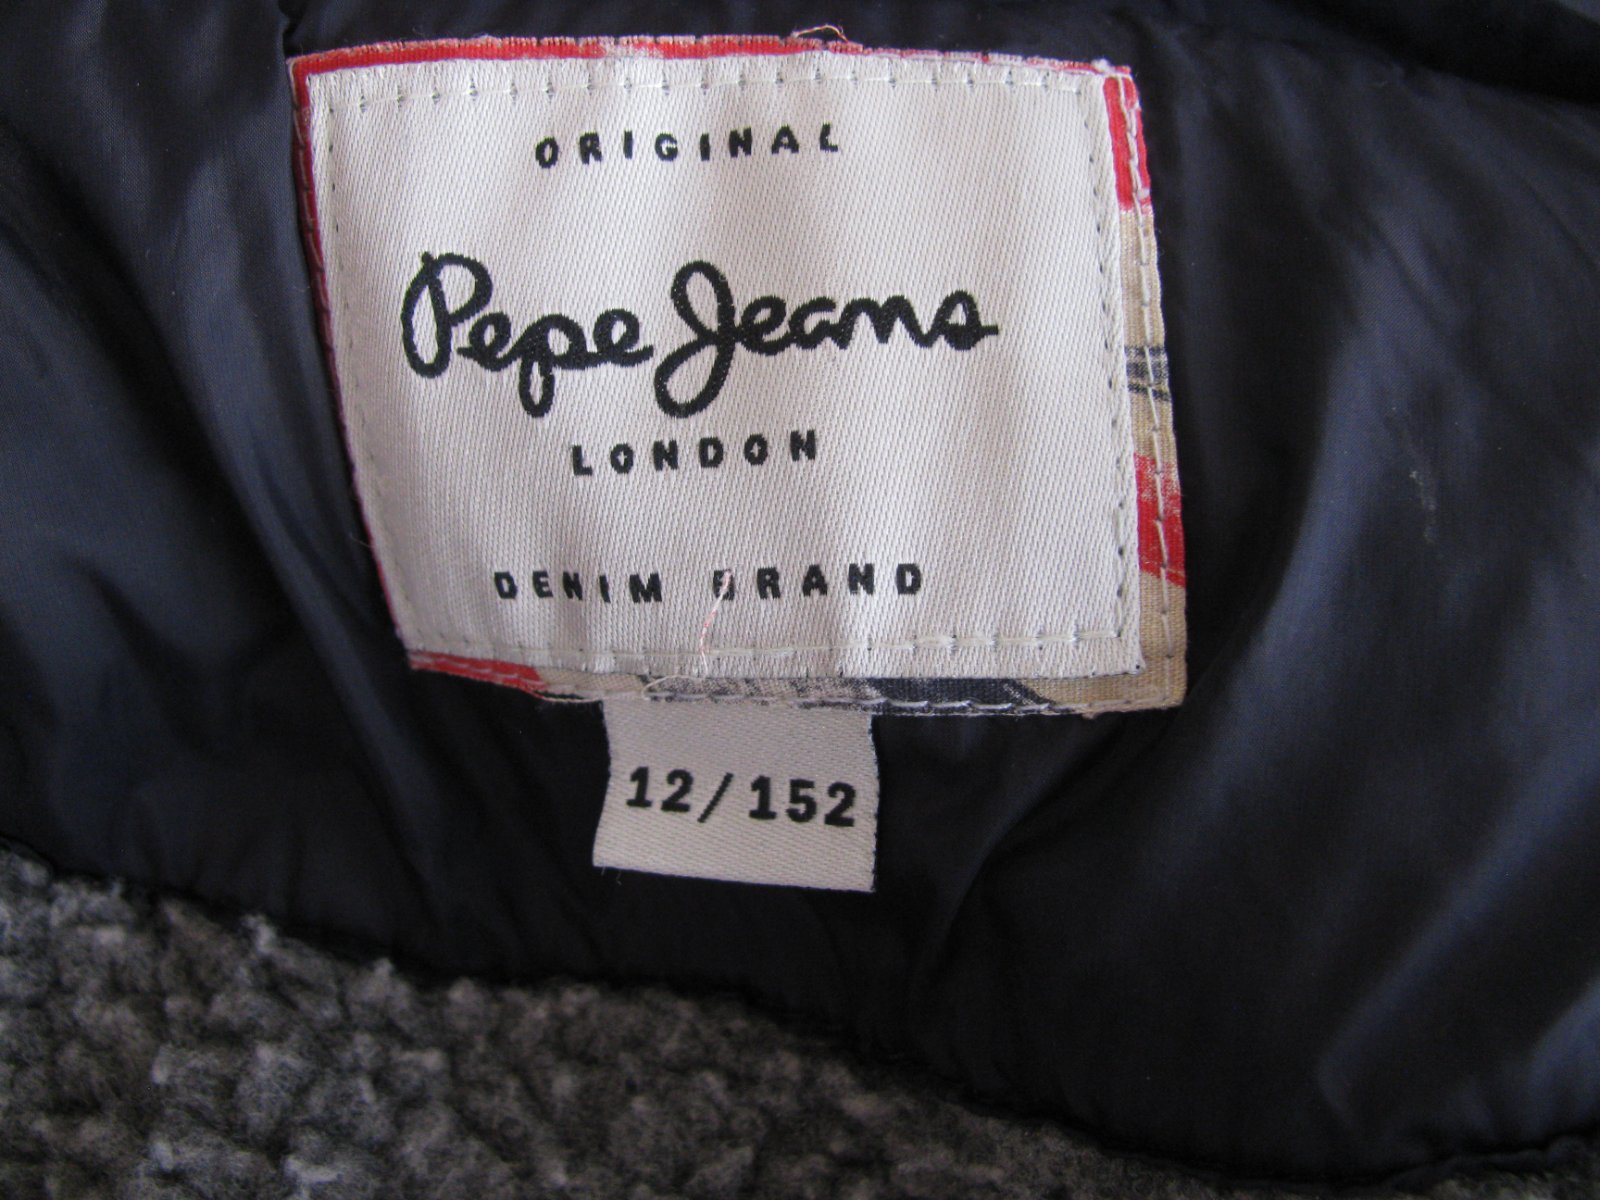 ORIGINAL
Pepe Jeans
LONDON
DENIM BRAND
12/152